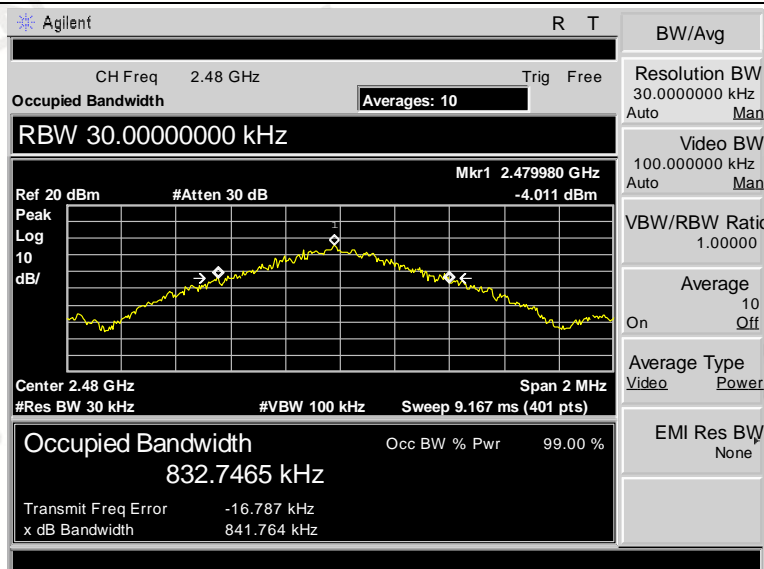 Agilent R T
CH Freq 2.48 GHz Trig Free
Occupied Bandwidth Averages: 10
RBW 30.00000000 kHz
Mkr1 2.479980 GHz
Ref 20 dBm #Atten 30 dB -4.011 dBm
Peak
Log
10
dB/
1
Center 2.48 GHz Span 2 MHz
#Res BW 30 kHz #VBW 100 kHz Sweep 9.167 ms (401 pts)
Occupied Bandwidth Occ BW % Pwr 99.00 %
832.7465 kHz
Transmit Freq Error -16.787 kHz
x dB Bandwidth 841.764 kHz
BW/Avg
Resolution BW
30.0000000 kHz
Auto Man
Video BW
100.000000 kHz
Auto Man
VBW/RBW Ratio
1.00000
Average
10
On Off
Average Type
Video Power
EMI Res BW
None